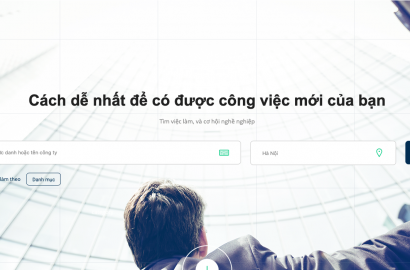 Cách dễ nhất để có được công việc mới của bạn
Tìm việc làm, và cơ hội nghề nghiệp
danh hoặc tên công ty
Hà Nội
làm theo
Danh mục